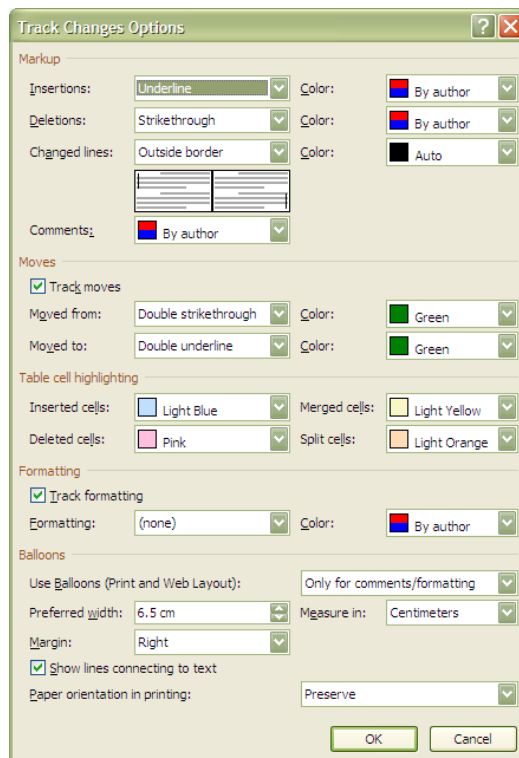 Track Changes Options
Markup
Insertions: Underline Color: By author
Deletions: Strikethrough Color: By author
Changed lines: Outside border Color: Auto
Comments: By author
Moves
Track moves
Moved from: Double strikethrough Color: Green
Moved to: Double underline Color: Green
Table cell highlighting
Inserted cells: Light Blue Merged cells: Light Yellow
Deleted cells: Pink Split cells: Light Orange
Formatting
Track formatting
Formatting: (none) Color: By author
Balloons
Use Balloons (Print and Web Layout): Only for comments/formatting
Preferred width: 6.5 cm Measure in: Centimeters
Margin: Right
Show lines connecting to text
Paper orientation in printing: Preserve
OK Cancel